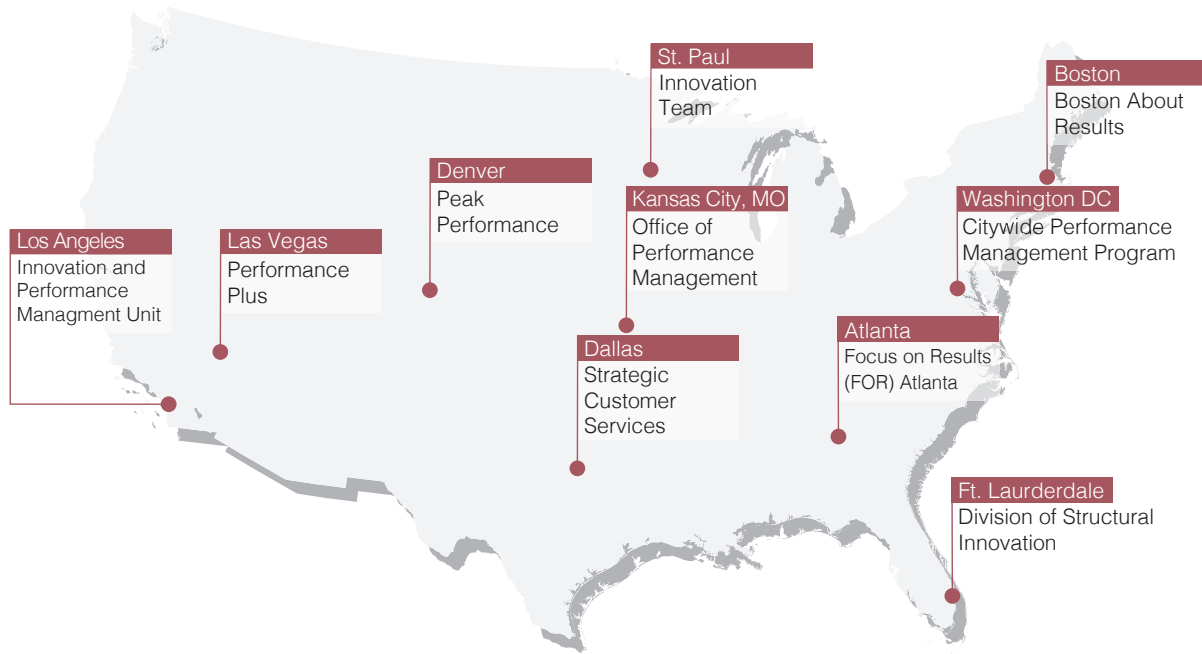 St. Paul
Innovation
Team
Boston
Boston About
Results
Denver
Peak
Performance
Kansas City, MO
Office of
Performance
Management
Washington DC
Citywide Performance
Management Program
Los Angeles
Innovation and
Performance
Managment Unit
Las Vegas
Performance
Plus
Dallas
Strategic
Customer
Services
Atlanta
Focus on Results
(FOR) Atlanta
Ft. Laurderdale
Division of Structural
Innovation